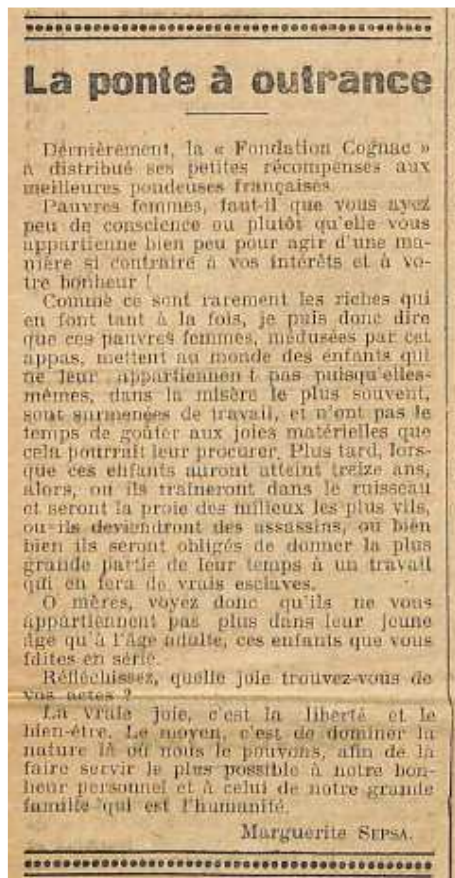 La ponte à outrance
Dernièrement, la « Fondation Cognac »
a distribué ses petites récompenses aux
meilleures pondeuses françaises.
Pauvres femmes, faut-il que vous ayez
peu de conscience ou plutôt qu'elle vous
appartienne bien peu pour agir d'une ma-
nière si contraire à vos intérêts et à vo-
tre bonheur !
Comme ce sont rarement les riches qui
en font tant à la fois, je puis donc dire
que ces pauvres femmes, médusées par cet
appas, mettent au monde des enfants qui
ne leur appartiennen t pas puisqu'elles-
mêmes, dans la misère le plus souvent,
sont surmenées de travail, et n'ont pas le
temps de goûter aux joies matérielles que
cela pourrait leur procurer. Plus tard, lors-
que ces enfants auront atteint treize ans,
alors, ou ils traîneront dans le ruisseau
et seront la proie des milieux les plus vils,
ou ils deviendront des assassins, ou bien
bien ils seront obligés de donner la plus
grande partie de leur temps à un travail
qui en fera de vrais esclaves.
O mères, voyez donc qu'ils ne vous
appartiennent pas plus dans leur jeune
âge qu'à l'âge adulte, ces enfants que vous
faites en série.
Réfléchissez, quelle joie trouvez-vous de
vos actes ?
La vraie joie, c'est la liberté et le
bien-être. Le moyen, c'est de dominer la
nature là où nous le pouvons, afin de la
faire servir le plus possible à notre bon-
heur personnel et à celui de notre grande
famille qui est l'humanité.
Marguerite SEPSA.